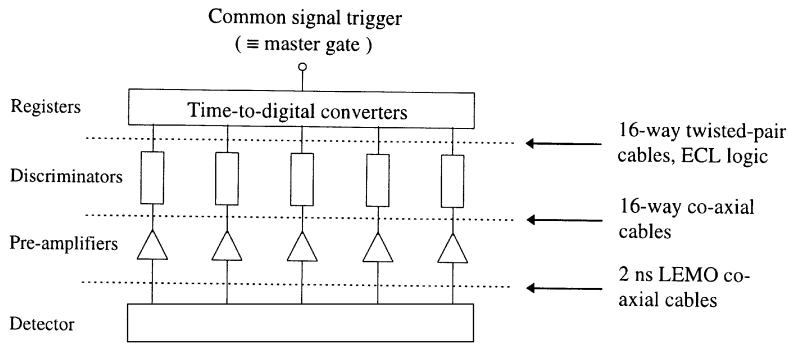 Common signal trigger
( ≡ master gate )
Registers
Time-to-digital converters
16-way twisted-pair
cables, ECL logic
Discriminators
16-way co-axial
cables
Pre-amplifiers
2 ns LEMO co-
axial cables
Detector